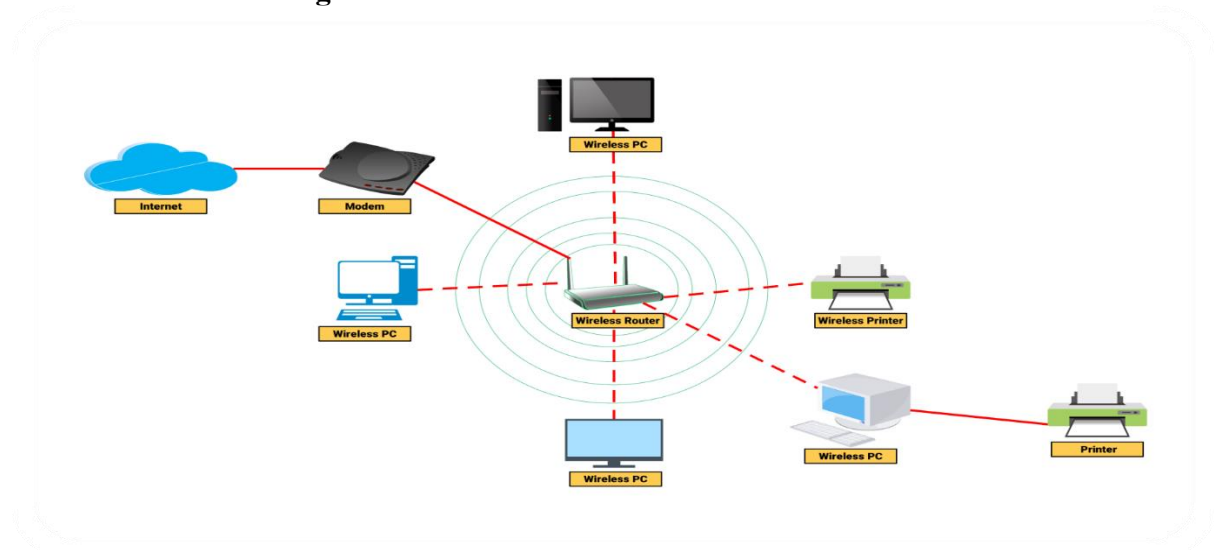 Wireless PC
Internet
Modem
Wireless PC
Wireless Router
Wireless Printer
Wireless PC
Wireless PC
Printer